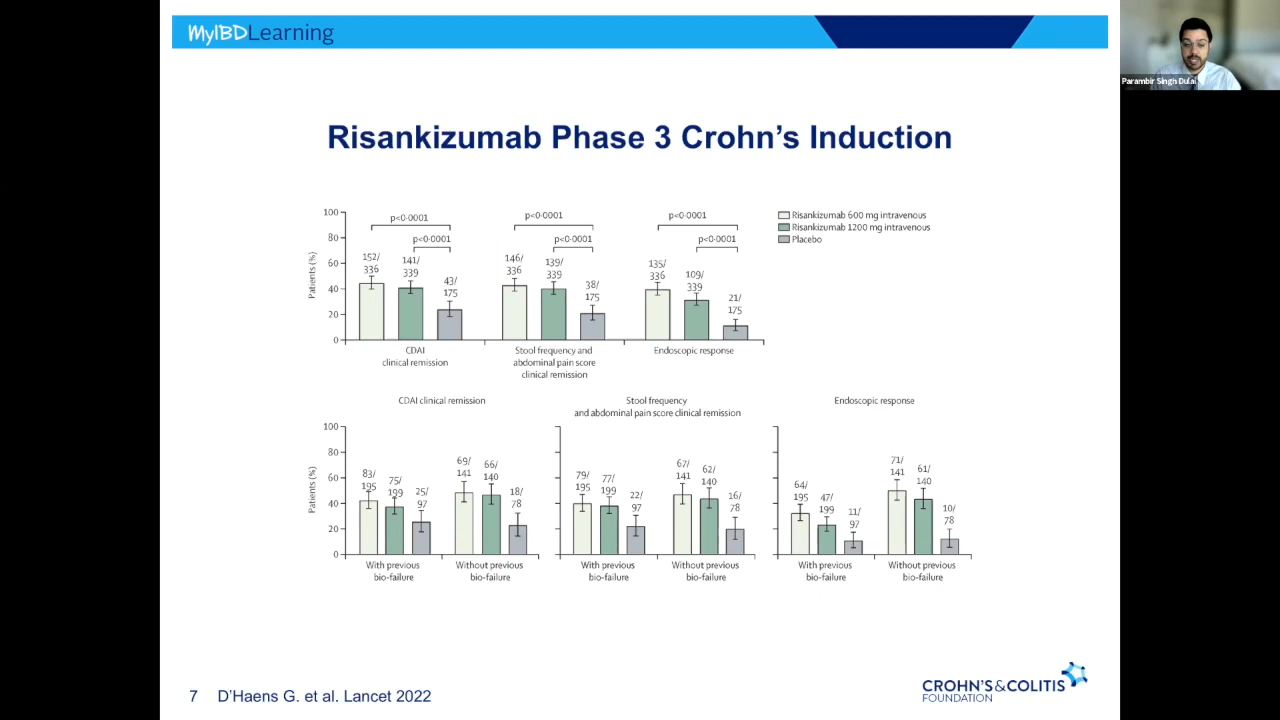 MyIBDLearning
Parambir Singh Dulai
Risankizumab Phase 3 Crohn's Induction
Risankizumab 600 mg intravenous
Risankizumab 1200 mg intravenous
Placebo
Patients (%)
100
80
60
40
20
0
p<0·0001
p<0·0001
152/
336
141/
339
43/
175
CDAI
clinical remission
p<0·0001
p<0·0001
146/
336
139/
339
38/
175
Stool frequency and
abdominal pain score
clinical remission
p<0·0001
p<0·0001
135/
336
109/
339
21/
175
Endoscopic response
CDAI clinical remission
Patients (%)
100
80
60
40
20
0
83/
195
75/
199
25/
97
69/
141
66/
140
18/
78
With previous
bio-failure
Without previous
bio-failure
Stool frequency
and abdominal pain score clinical remission
79/
195
77/
199
22/
97
67/
141
62/
140
16/
78
With previous
bio-failure
Without previous
bio-failure
Endoscopic response
64/
195
47/
199
11/
97
71/
141
61/
140
10/
78
With previous
bio-failure
Without previous
bio-failure
7 D'Haens G. et al. Lancet 2022
CROHN'S&COLITIS
FOUNDATION